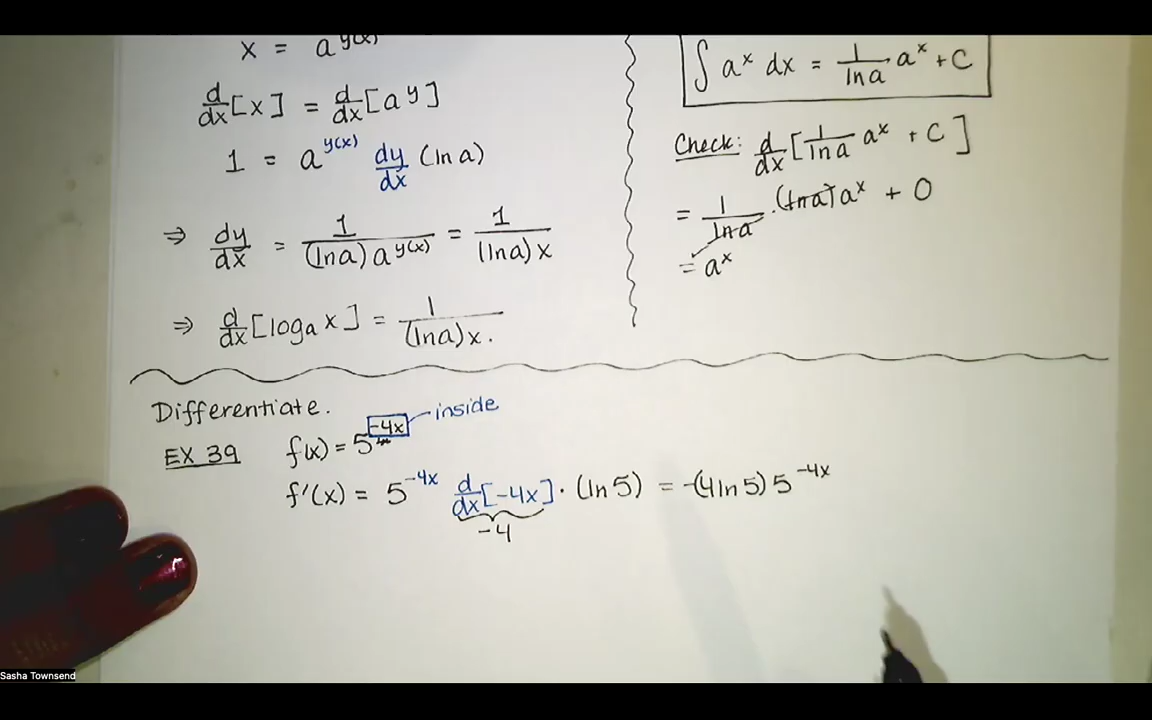 x = a^y(x)
d/dx [x] = d/dx [a^y]
1 = a^y(x) dy/dx (ln a)
⇒ dy/dx = 1/((ln a) a^y(x)) = 1/((ln a) x)
⇒ d/dx [log_a x] = 1/((ln a) x).
∫ a^x dx = 1/(ln a) a^x + C
Check: d/dx [1/(ln a) a^x + C]
= 1/(ln a) · (ln a) a^x + 0
= a^x
Differentiate.
EX 39 f(x) = 5^-4x inside
f'(x) = 5^-4x d/dx [-4x] · (ln 5) = -(4 ln 5) 5^-4x
-4
Sasha Townsend